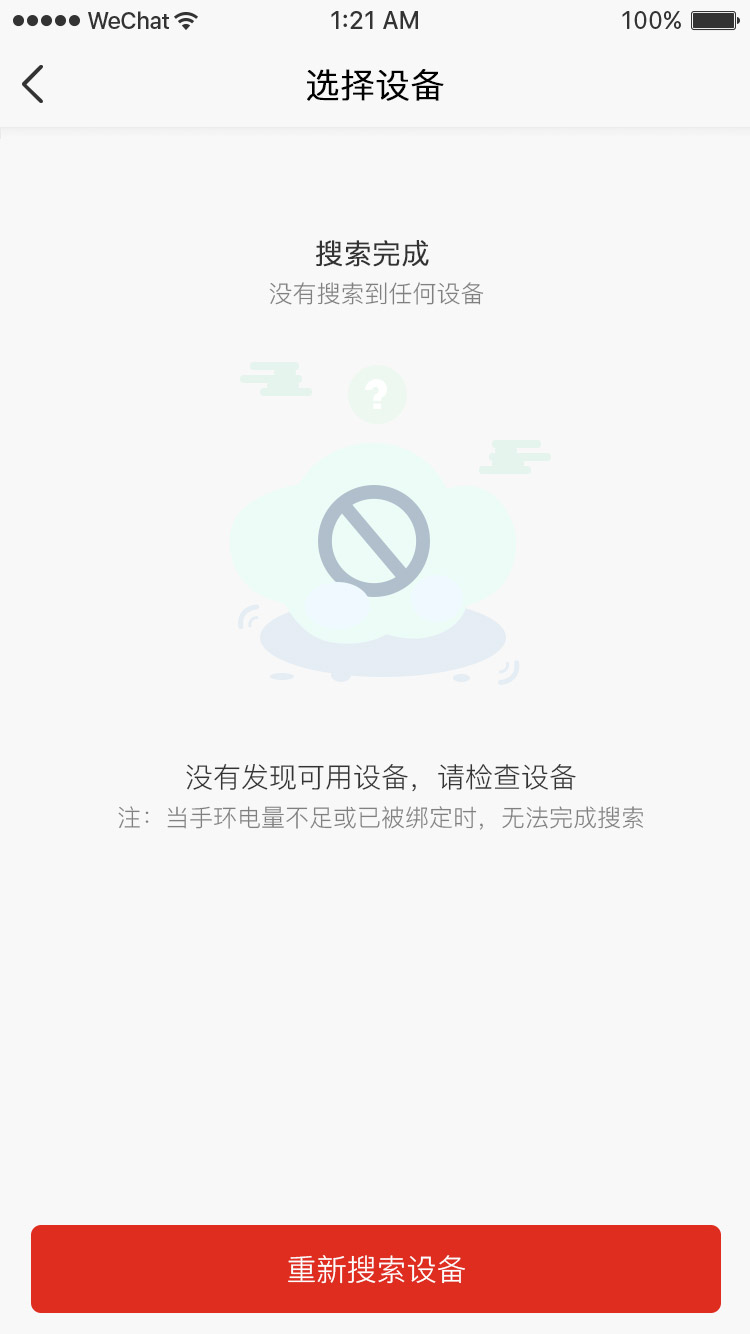 ●●●●● WeChat 1:21 AM 100%
选择设备
搜索完成
没有搜索到任何设备
?
没有发现可用设备，请检查设备
注：当手环电量不足或已被绑定时，无法完成搜索
重新搜索设备